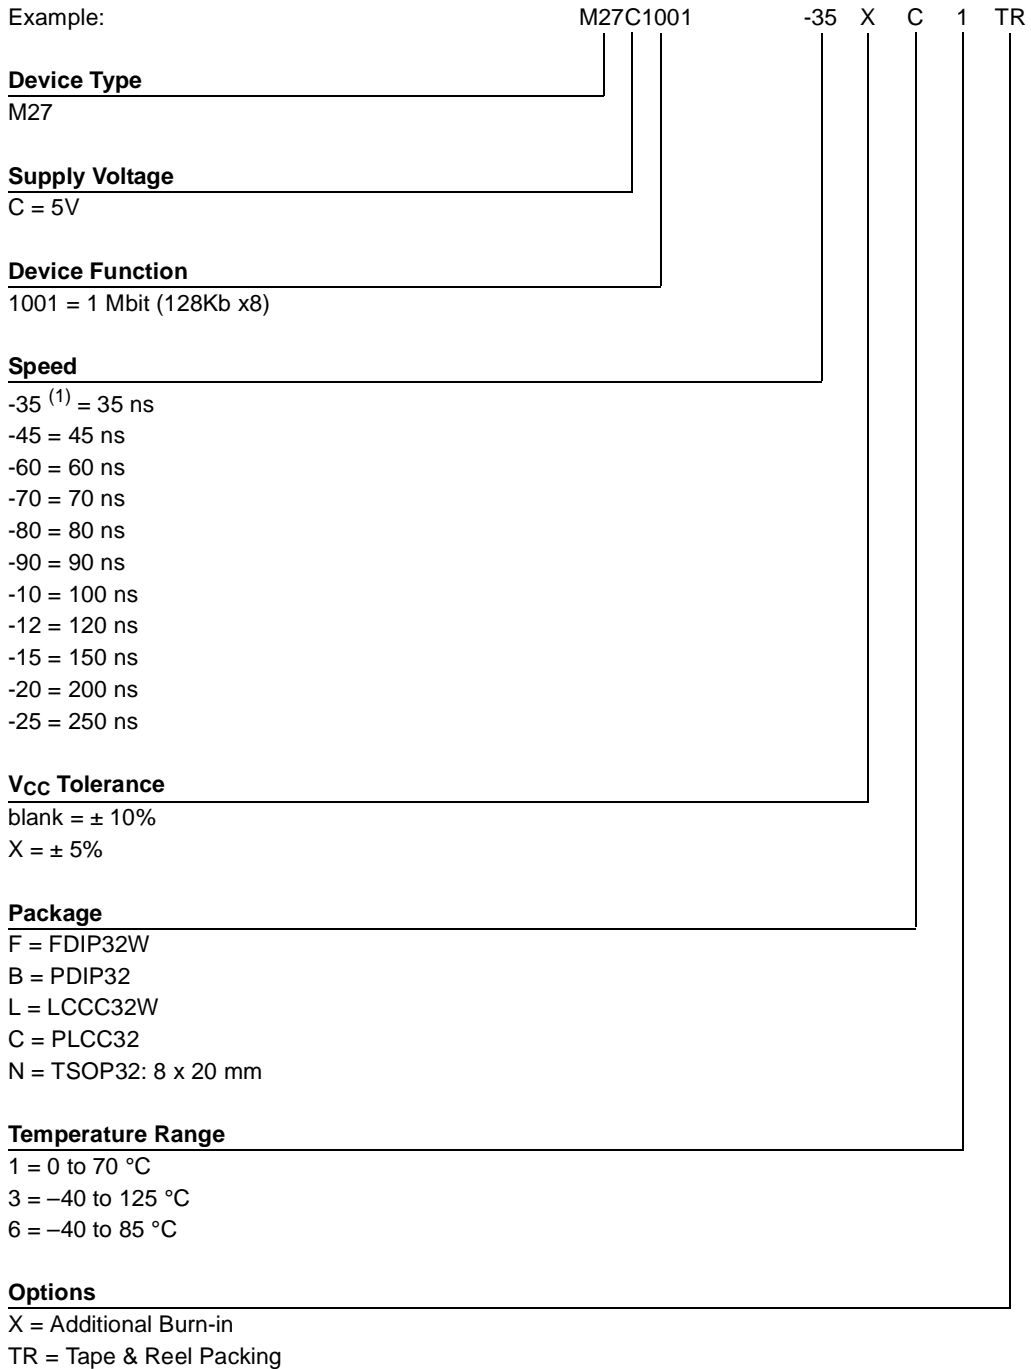 Example: M27C1001 -35 X C 1 TR
Device Type
M27
Supply Voltage
C = 5V
Device Function
1001 = 1 Mbit (128Kb x8)
Speed
-35 (1) = 35 ns
-45 = 45 ns
-60 = 60 ns
-70 = 70 ns
-80 = 80 ns
-90 = 90 ns
-10 = 100 ns
-12 = 120 ns
-15 = 150 ns
-20 = 200 ns
-25 = 250 ns
VCC Tolerance
blank = ± 10%
X = ± 5%
Package
F = FDIP32W
B = PDIP32
L = LCCC32W
C = PLCC32
N = TSOP32: 8 x 20 mm
Temperature Range
1 = 0 to 70 °C
3 = –40 to 125 °C
6 = –40 to 85 °C
Options
X = Additional Burn-in
TR = Tape & Reel Packing